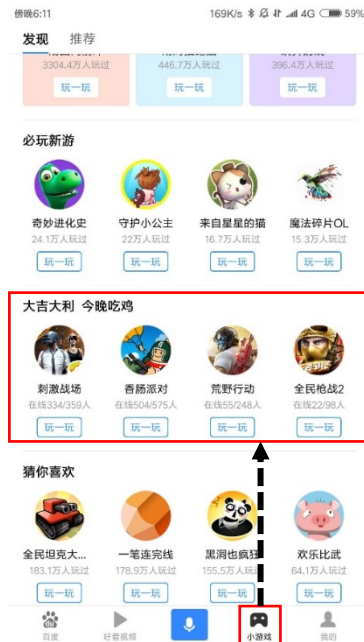 傍晚6:11 169K/s 4G 59%
发现 推荐
3304.4万人玩过 446.7万人玩过 396.4万人玩过
玩一玩 玩一玩 玩一玩
必玩新游
奇妙进化史 守护小公主 来自星星的猫 魔法碎片OL
24.1万人玩过 22万人玩过 16.7万人玩过 15.3万人玩过
玩一玩 玩一玩 玩一玩 玩一玩
大吉大利 今晚吃鸡
刺激战场 香肠派对 荒野行动 全民枪战2
在线334/359人 在线504/575人 在线55/248人 在线22/98人
玩一玩 玩一玩 玩一玩 玩一玩
猜你喜欢
全民坦克大... 一笔连完线 黑洞也疯狂 欢乐比武
183.1万人玩过 178.9万人玩过 155.5万人玩过 64.1万人玩过
玩一玩 玩一玩 玩一玩 玩一玩
百度 好看视频 小游戏 我的